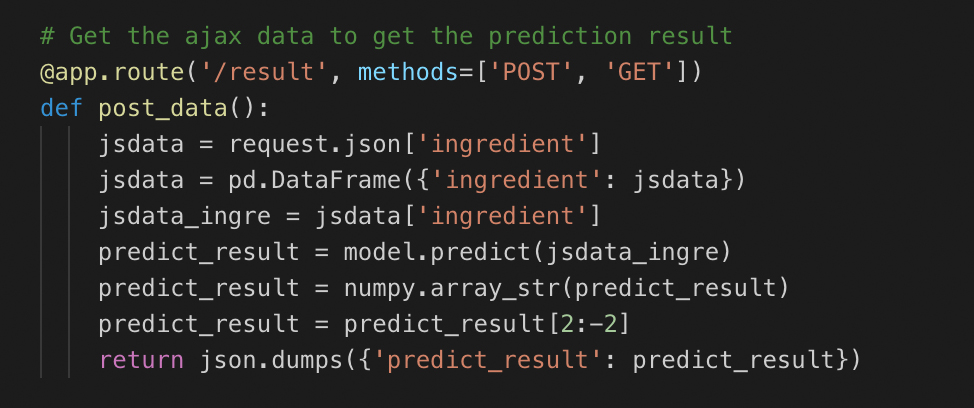 # Get the ajax data to get the prediction result
@app.route('/result', methods=['POST', 'GET'])
def post_data():
    jsdata = request.json['ingredient']
    jsdata = pd.DataFrame({'ingredient': jsdata})
    jsdata_ingre = jsdata['ingredient']
    predict_result = model.predict(jsdata_ingre)
    predict_result = numpy.array_str(predict_result)
    predict_result = predict_result[2:-2]
    return json.dumps({'predict_result': predict_result})